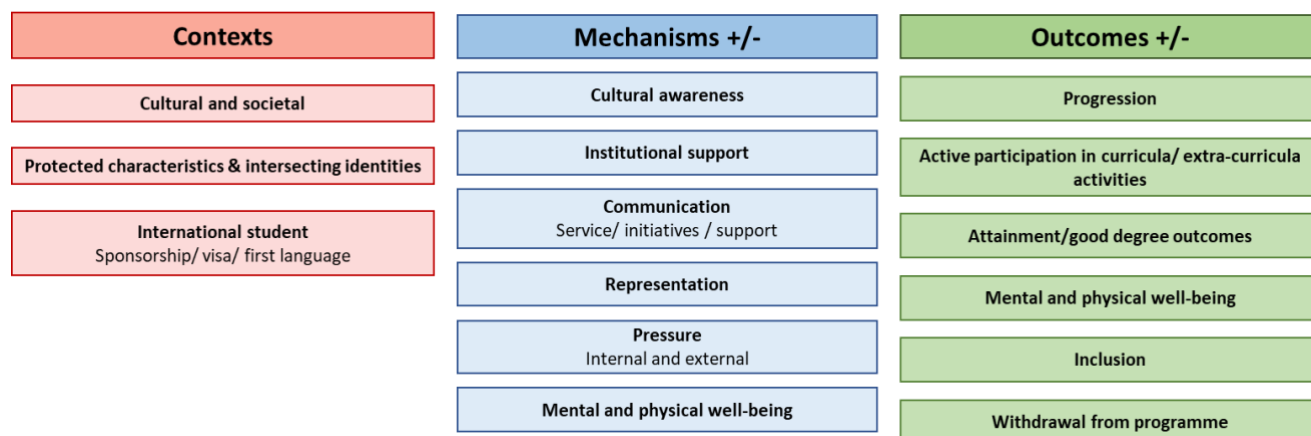 Contexts
Cultural and societal
Protected characteristics & intersecting identities
International student
Sponsorship/ visa/ first language
Mechanisms +/-
Cultural awareness
Institutional support
Communication
Service/ initiatives / support
Representation
Pressure
Internal and external
Mental and physical well-being
Outcomes +/-
Progression
Active participation in curricula/ extra-curricula
activities
Attainment/good degree outcomes
Mental and physical well-being
Inclusion
Withdrawal from programme